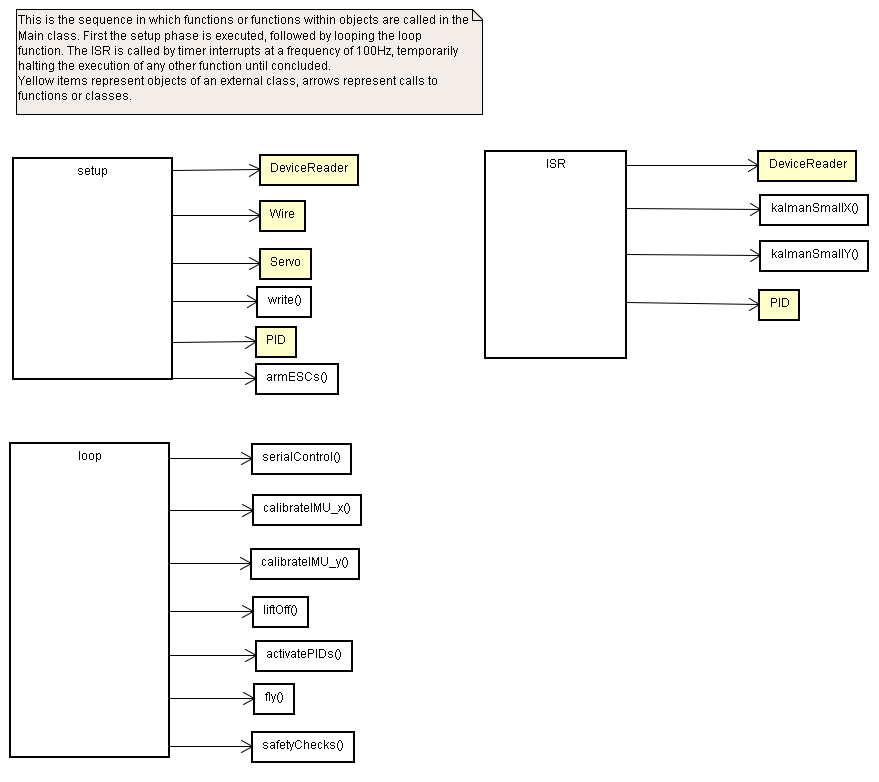 This is the sequence in which functions or functions within objects are called in the
Main class. First the setup phase is executed, followed by looping the loop
function. The ISR is called by timer interrupts at a frequency of 100Hz, temporarily
halting the execution of any other function until concluded.
Yellow items represent objects of an external class, arrows represent calls to
functions or classes.
setup
DeviceReader
Wire
Servo
write()
PID
armESCs()
ISR
DeviceReader
kalmanSmallX()
kalmanSmallY()
PID
loop
serialControl()
calibrateIMU_x()
calibrateIMU_y()
liftOff()
activatePIDs()
fly()
safetyChecks()